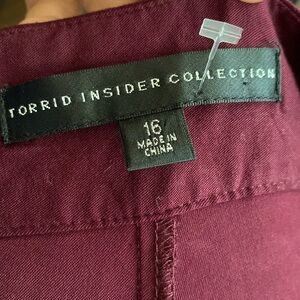 TORRID INSIDER COLLECTION
16
MADE IN
CHINA